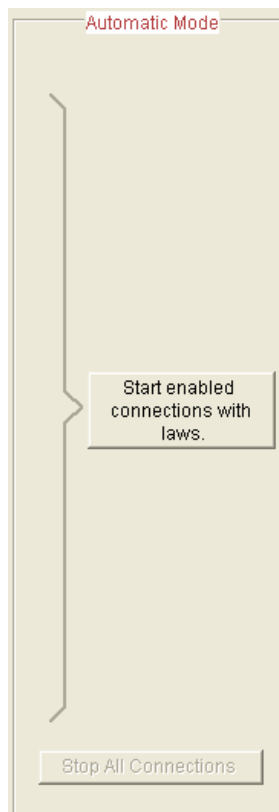 Automatic Mode
Start enabled
connections with
laws.
Stop All Connections